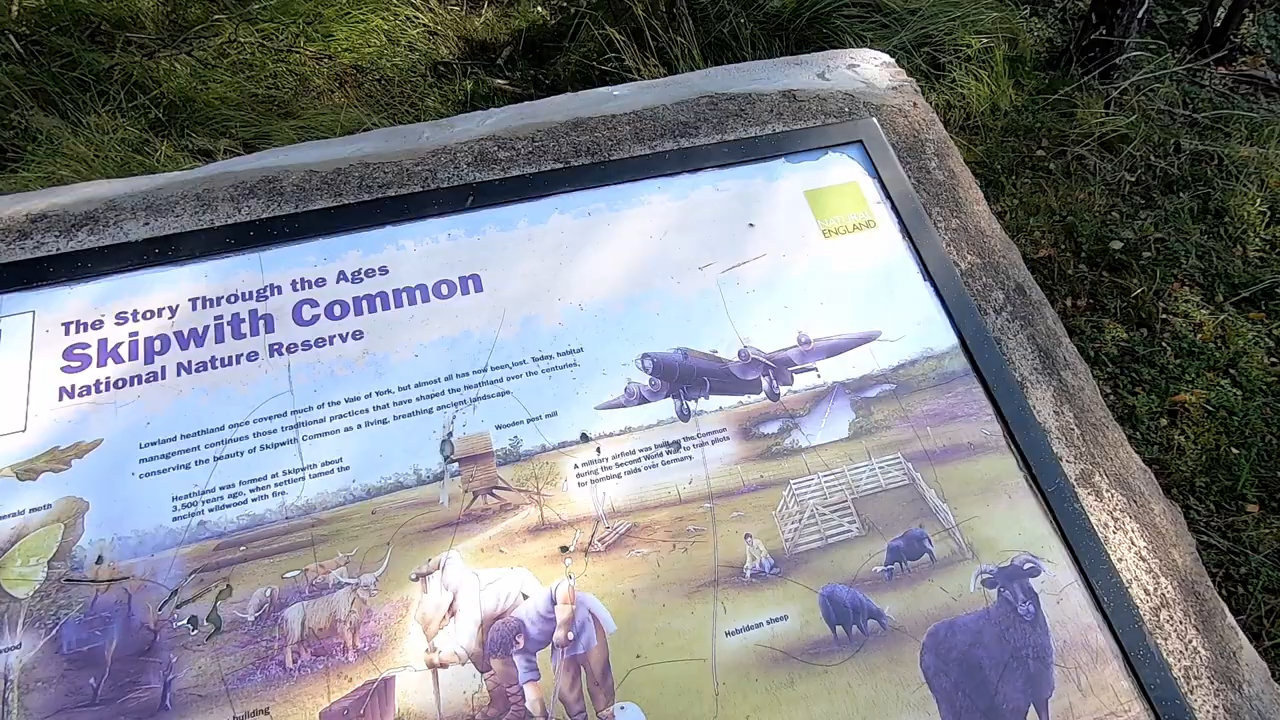 The Story Through the Ages
Skipwith Common
National Nature Reserve
NATURAL
ENGLAND
Lowland heathland once covered much of the Vale of York, but almost all has now been lost. Today, habitat
management continues those traditional practices that have shaped the heathland over the centuries,
conserving the beauty of Skipwith Common as a living, breathing ancient landscape.
Wooden post mill
Heathland was formed at Skipwith about
3,500 years ago, when settlers tamed the
ancient wildwood with fire.
A military airfield was built on the Common
during the Second World War, to train pilots
for bombing raids over Germany.
moth
Hebridean sheep
building